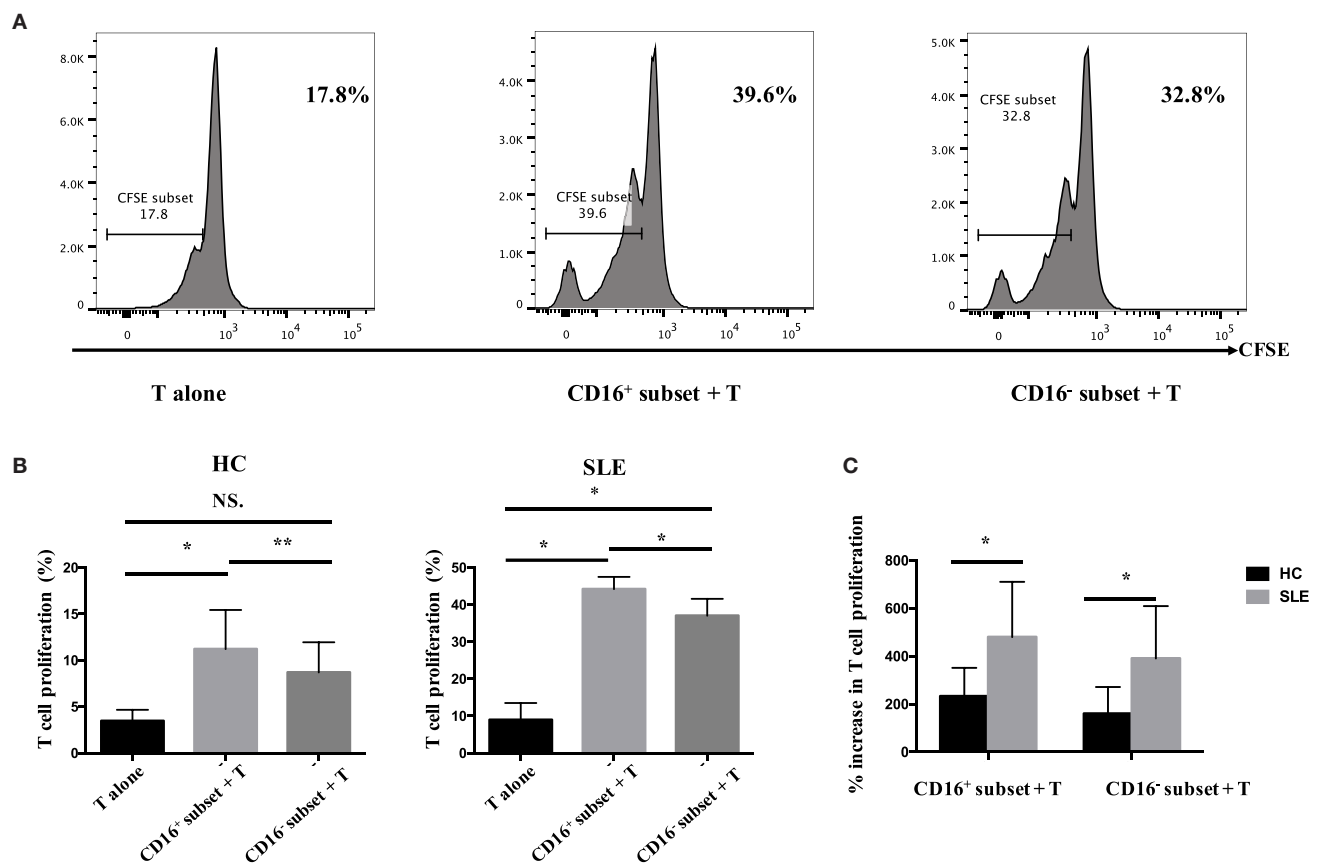 A
8.0K
6.0K
4.0K
2.0K
0
CFSE subset
17.8
17.8%
0 10³ 10⁴ 10⁵
4.0K
3.0K
2.0K
1.0K
0
CFSE subset
39.6
39.6%
0 10³ 10⁴ 10⁵
5.0K
4.0K
3.0K
2.0K
1.0K
0
CFSE subset
32.8
32.8%
0 10³ 10⁴ 10⁵
CFSE
T alone
CD16⁺ subset + T
CD16⁻ subset + T
B
HC
NS.
*
**
T cell proliferation (%)
20
15
10
5
0
T alone
CD16⁺ subset + T
CD16⁻ subset + T
SLE
*
*
*
T cell proliferation (%)
50
40
30
20
10
0
T alone
CD16⁺ subset + T
CD16⁻ subset + T
C
% increase in T cell proliferation
800
600
400
200
0
*
*
CD16⁺ subset + T
CD16⁻ subset + T
HC
SLE